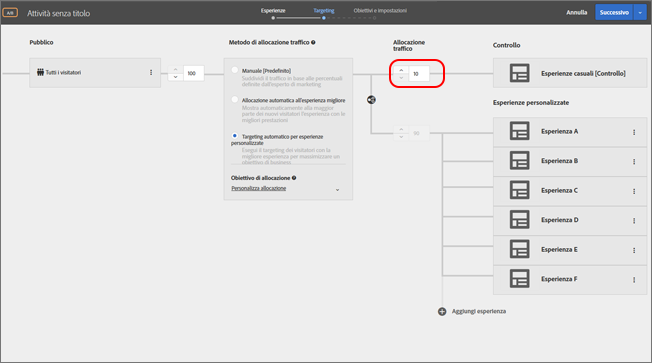 A/B
Attività senza titolo
Esperienze
Targeting
Obiettivi e impostazioni
Annulla
Successivo
Pubblico
Tutti i visitatori
100
Metodo di allocazione traffico
Manuale [Predefinito]
Suddividi il traffico in base alle percentuali
definite dall'esperto di marketing
Allocazione automatica all'esperienza migliore
Mostra automaticamente alla maggior
parte dei nuovi visitatori l'esperienza con le
migliori prestazioni
Targeting automatico per esperienze
personalizzate
Esegui il targeting dei visitatori con la
migliore esperienza per massimizzare un
obiettivo di business
Obiettivo di allocazione
Personalizza allocazione
Allocazione
traffico
10
90
Controllo
Esperienze casuali [Controllo]
Esperienze personalizzate
Esperienza A
Esperienza B
Esperienza C
Esperienza D
Esperienza E
Esperienza F
Aggiungi esperienza